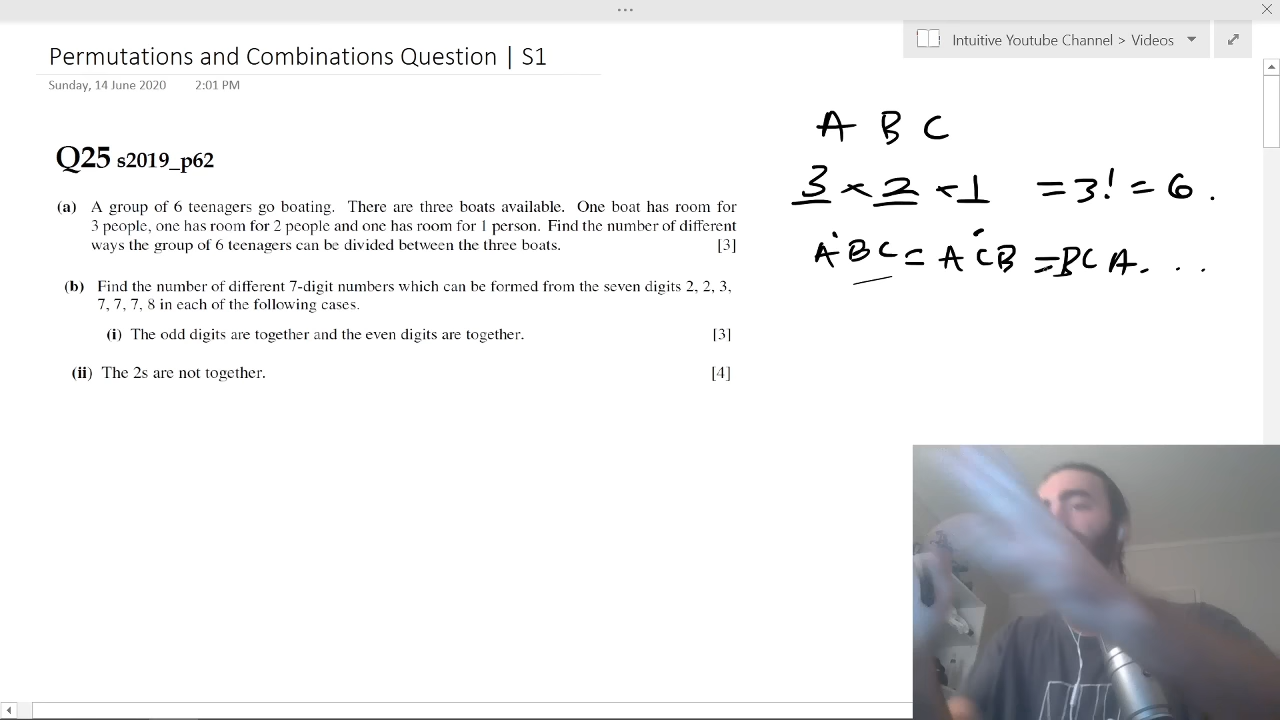 Intuitive Youtube Channel > Videos
Permutations and Combinations Question | S1
Sunday, 14 June 2020 2:01 PM
Q25 s2019_p62
(a) A group of 6 teenagers go boating. There are three boats available. One boat has room for
3 people, one has room for 2 people and one has room for 1 person. Find the number of different
ways the group of 6 teenagers can be divided between the three boats. [3]
(b) Find the number of different 7-digit numbers which can be formed from the seven digits 2, 2, 3,
7, 7, 7, 8 in each of the following cases.
(i) The odd digits are together and the even digits are together. [3]
(ii) The 2s are not together. [4]
A B C
3 × 2 × 1 = 3! = 6.
ABC = ACB = BCA...